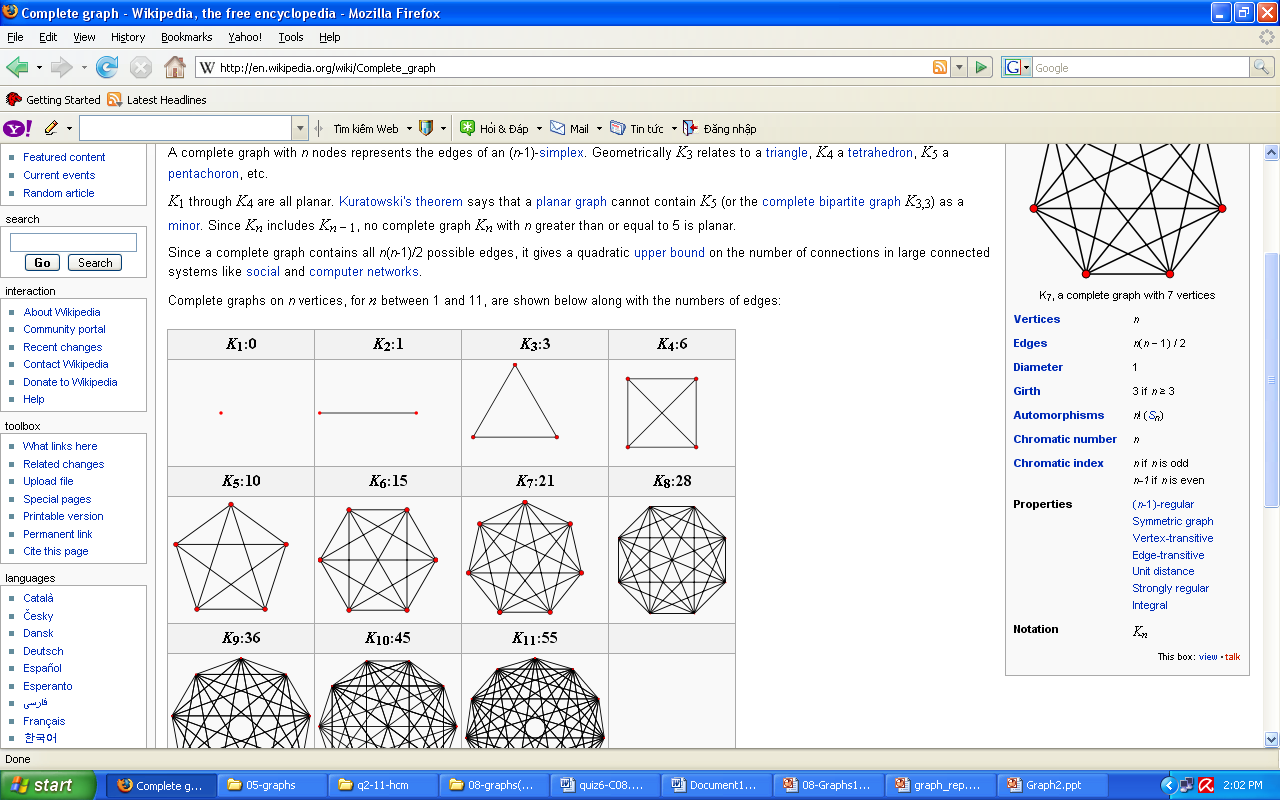 Complete graph - Wikipedia, the free encyclopedia - Mozilla Firefox
File Edit View History Bookmarks Yahoo! Tools Help
W http://en.wikipedia.org/wiki/Complete_graph G Google
Getting Started Latest Headlines
Y! Tìm kiếm Web Hỏi & Đáp Mail Tin tức Đăng nhập
Featured content
Current events
Random article
search
Go Search
interaction
About Wikipedia
Community portal
Recent changes
Contact Wikipedia
Donate to Wikipedia
Help
toolbox
What links here
Related changes
Upload file
Special pages
Printable version
Permanent link
Cite this page
languages
Català
Česky
Dansk
Deutsch
Español
Esperanto
فارسی
Français
한국어
A complete graph with n nodes represents the edges of an (n-1)-simplex. Geometrically K3 relates to a triangle, K4 a tetrahedron, K5 a
pentachoron, etc.
K1 through K4 are all planar. Kuratowski's theorem says that a planar graph cannot contain K5 (or the complete bipartite graph K3,3) as a
minor. Since Kn includes Kn − 1, no complete graph Kn with n greater than or equal to 5 is planar.
Since a complete graph contains all n(n-1)/2 possible edges, it gives a quadratic upper bound on the number of connections in large connected
systems like social and computer networks.
Complete graphs on n vertices, for n between 1 and 11, are shown below along with the numbers of edges:
K1:0 K2:1 K3:3 K4:6
K5:10 K6:15 K7:21 K8:28
K9:36 K10:45 K11:55
K7, a complete graph with 7 vertices
Vertices n
Edges n(n − 1) / 2
Diameter 1
Girth 3 if n ≥ 3
Automorphisms n! (Sn)
Chromatic number n
Chromatic index n if n is odd
n–1 if n is even
Properties (n-1)-regular
Symmetric graph
Vertex-transitive
Edge-transitive
Unit distance
Strongly regular
Integral
Notation Kn
This box: view • talk
Done
start Complete g... 05-graphs q2-11-hcm 08-graphs(... quiz6-C08.... Document1... 08-Graphs1... graph_rep.... Graph2.ppt 2:02 PM